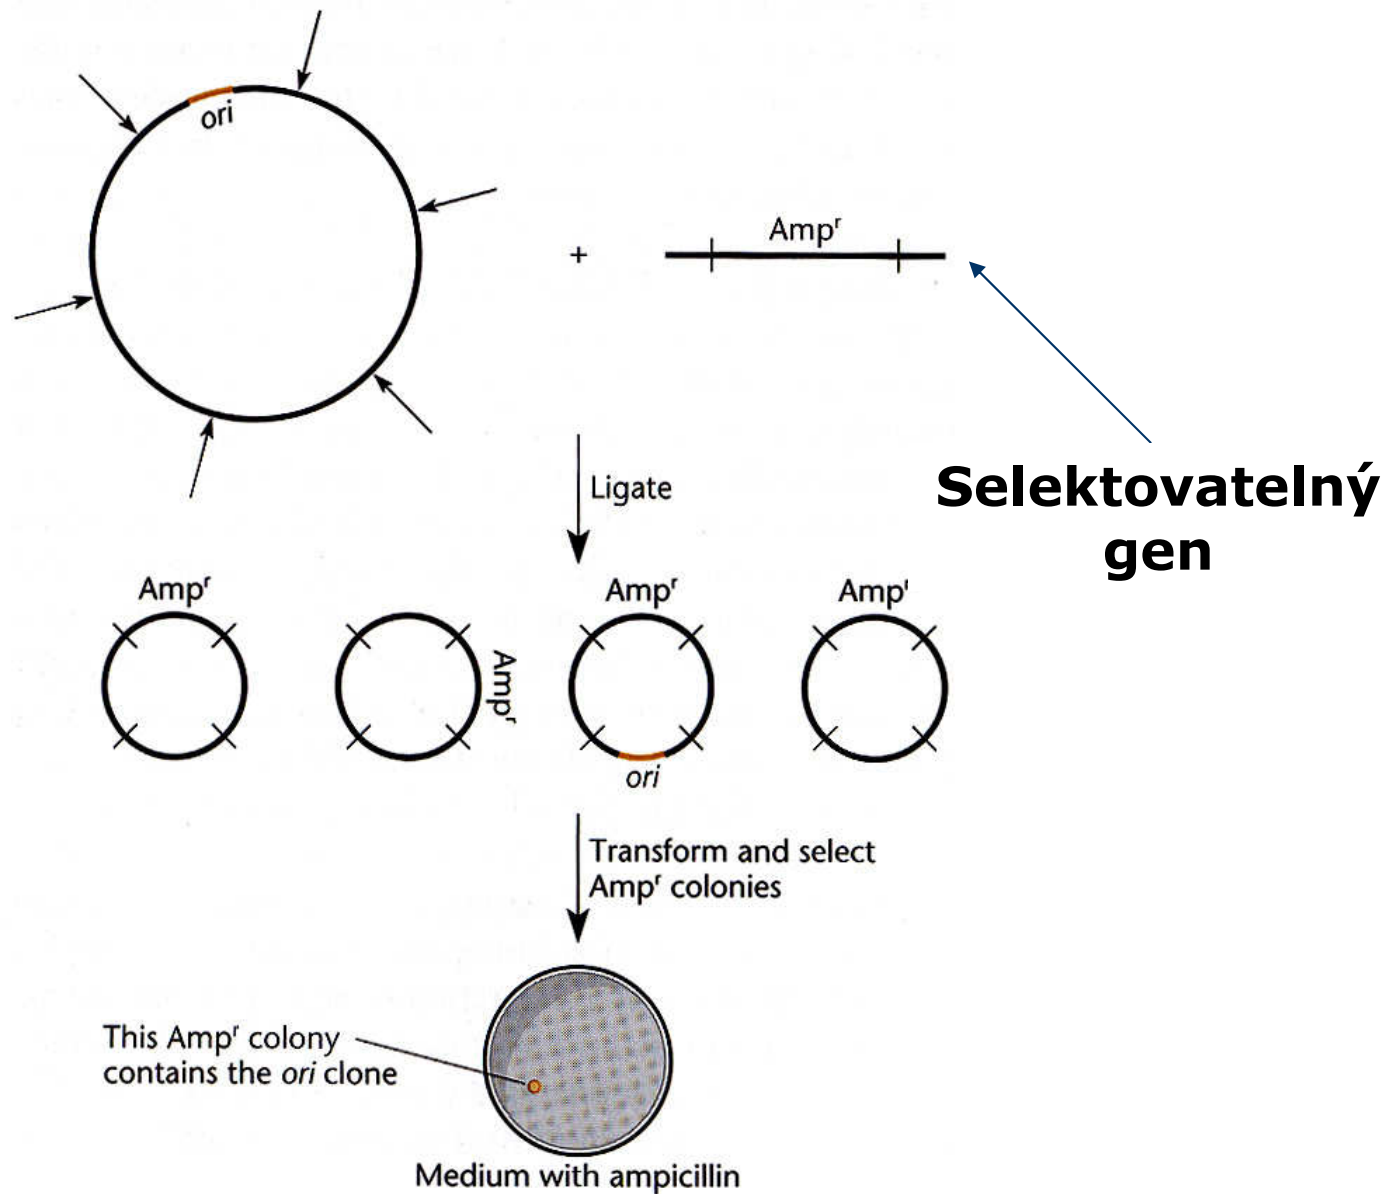 ori
+
Ampʳ
Selektovatelný
gen
Ligate
Ampʳ
Ampʳ
Ampʳ
Ampʳ
ori
Transform and select
Ampʳ colonies
This Ampʳ colony
contains the ori clone
Medium with ampicillin